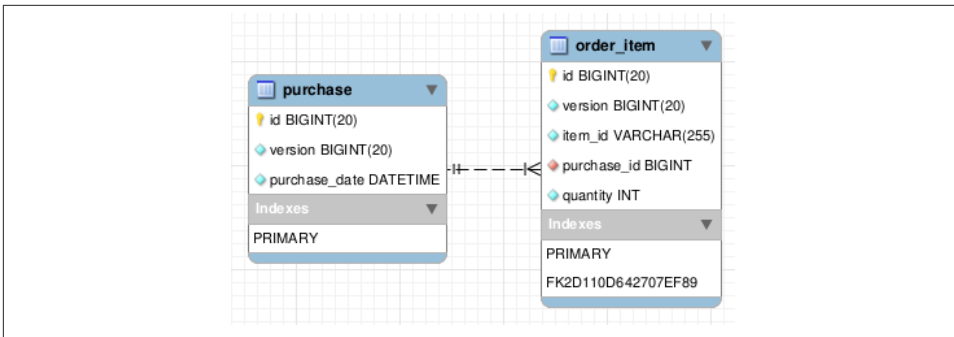 purchase
id BIGINT(20)
version BIGINT(20)
purchase_date DATETIME
Indexes
PRIMARY
order_item
id BIGINT(20)
version BIGINT(20)
item_id VARCHAR(255)
purchase_id BIGINT
quantity INT
Indexes
PRIMARY
FK2D110D642707EF89